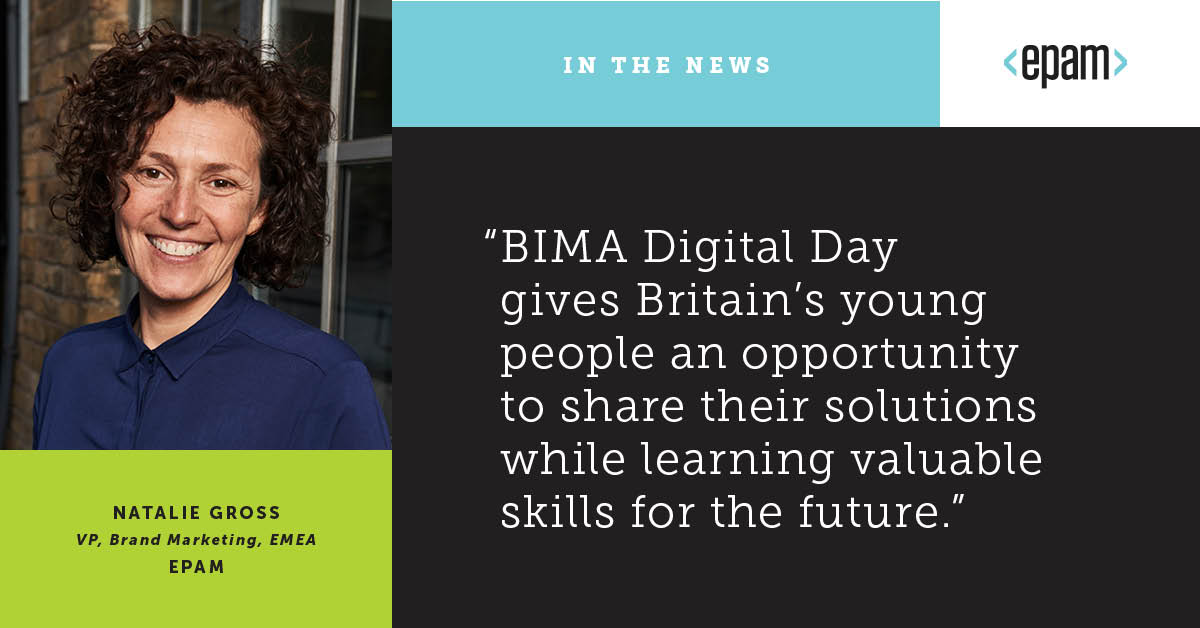 IN THE NEWS
<epam>
“BIMA Digital Day
gives Britain’s young
people an opportunity
to share their solutions
while learning valuable
skills for the future.”
NATALIE GROSS
VP, Brand Marketing, EMEA
EPAM